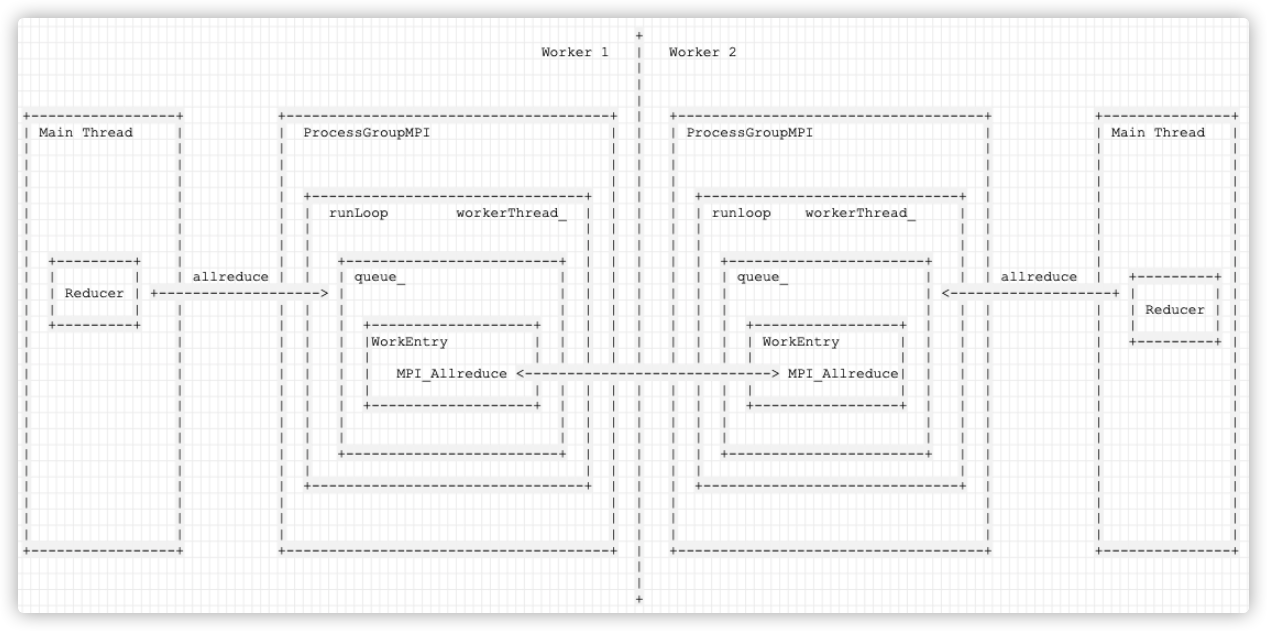 Worker 1 Worker 2
Main Thread ProcessGroupMPI ProcessGroupMPI Main Thread
runLoop workerThread_ runloop workerThread_
allreduce queue_ queue_ allreduce
Reducer
Reducer
WorkEntry WorkEntry
MPI_Allreduce MPI_Allreduce